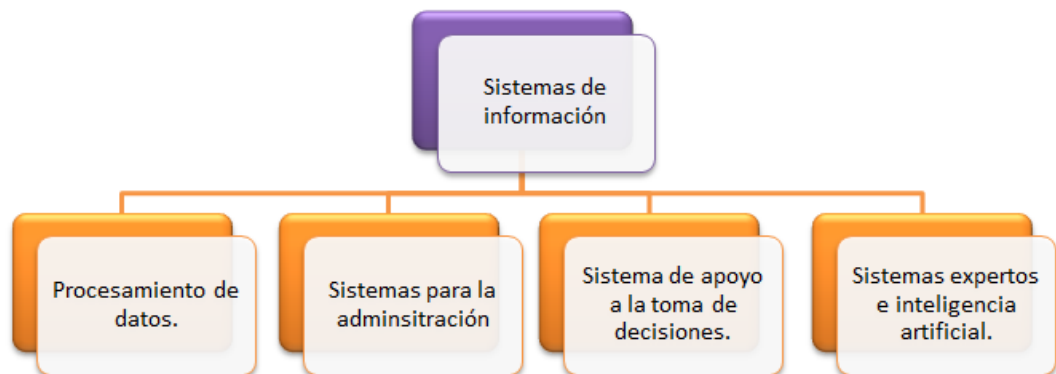 Sistemas de
información
Procesamiento de
datos.
Sistemas para la
adminsitración
Sistema de apoyo
a la toma de
decisiones.
Sistemas expertos
e inteligencia
artificial.